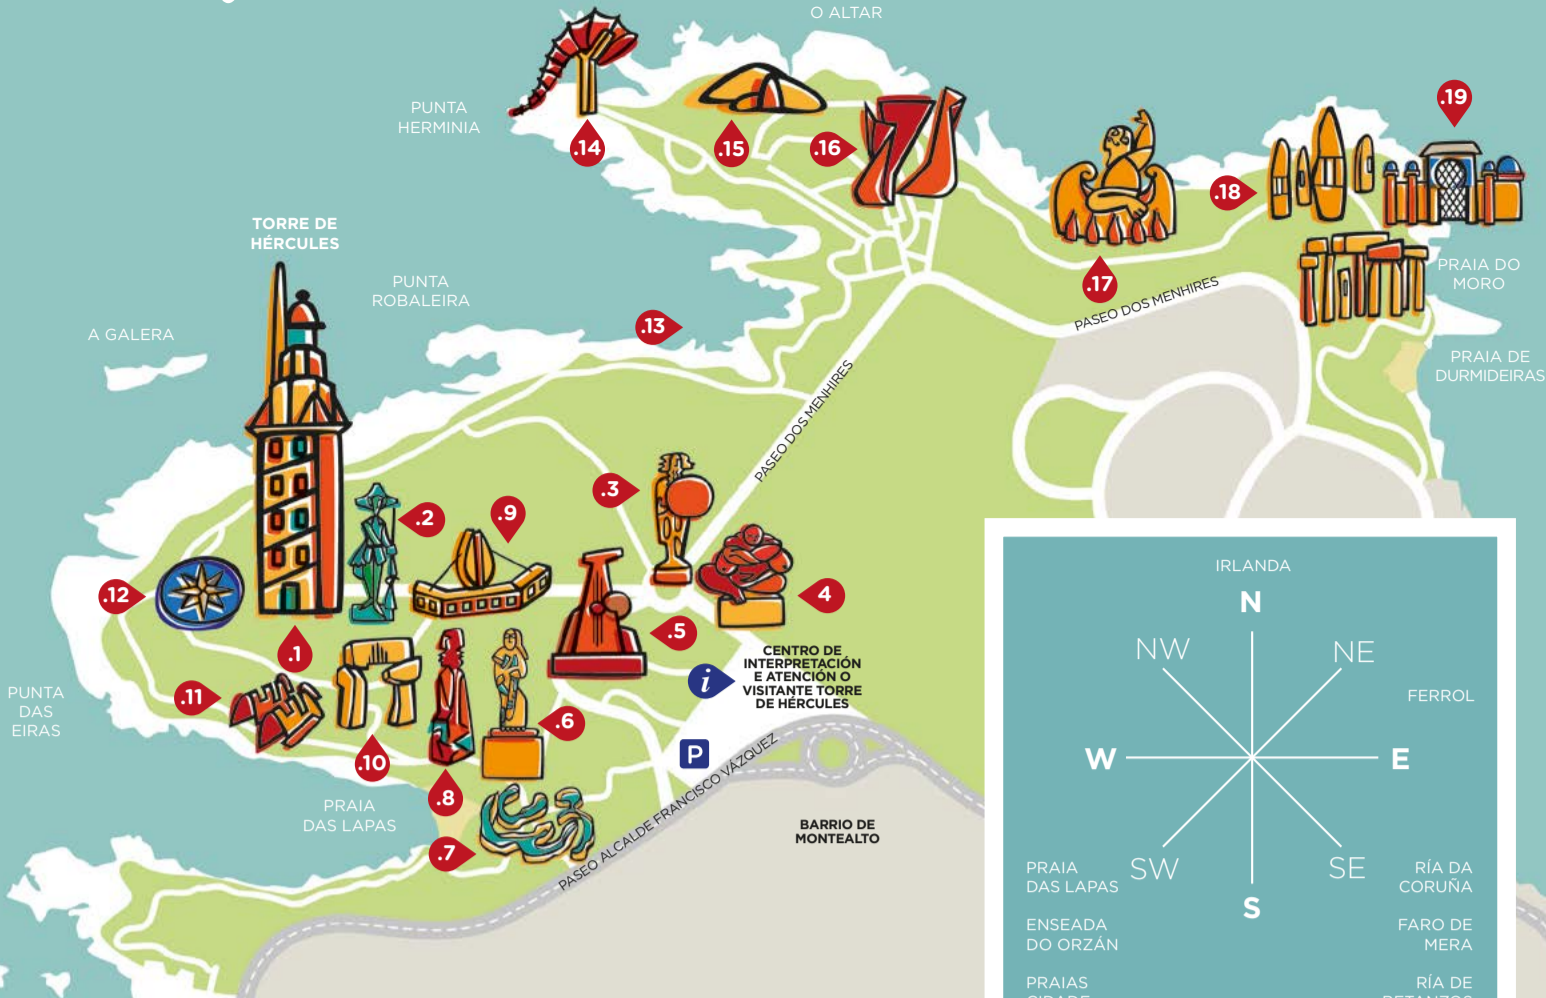 O ALTAR
PUNTA
HERMINIA
.14
.15
.16
.17
.18
.19
PRAIA DO
MORO
PRAIA DE
DURMIDEIRAS
PASEO DOS MENHIRES
TORRE DE
HÉRCULES
PUNTA
ROBALEIRA
A GALERA
.13
PASEO DOS MENHIRES
.3
.2
.9
.12
4
.5
.1
CENTRO DE
INTERPRETACIÓN
E ATENCIÓN O
VISITANTE TORRE
DE HÉRCULES
i
.11
PUNTA
DAS
EIRAS
.6
.10
P
.8
PRAIA
DAS LAPAS
.7
PASEO ALCALDE FRANCISCO VÁZQUEZ
BARRIO DE
MONTEALTO
IRLANDA
N
NW
NE
FERROL
W
E
SW
SE
S
PRAIA
DAS LAPAS
RÍA DA
CORUÑA
ENSEADA
DO ORZÁN
FARO DE
MERA
PRAIAS
RÍA DE